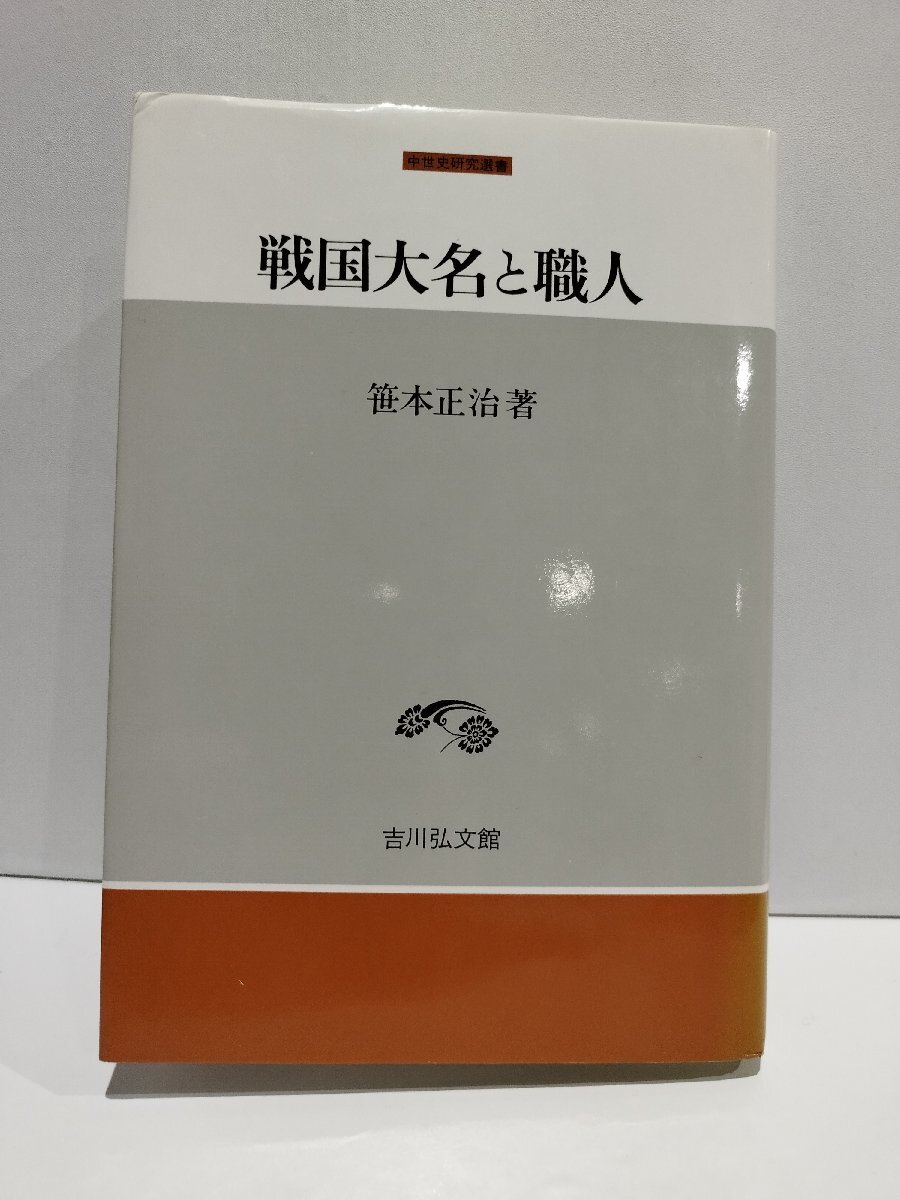 中世史研究選書
戦国大名と職人
笹本正治著
吉川弘文館